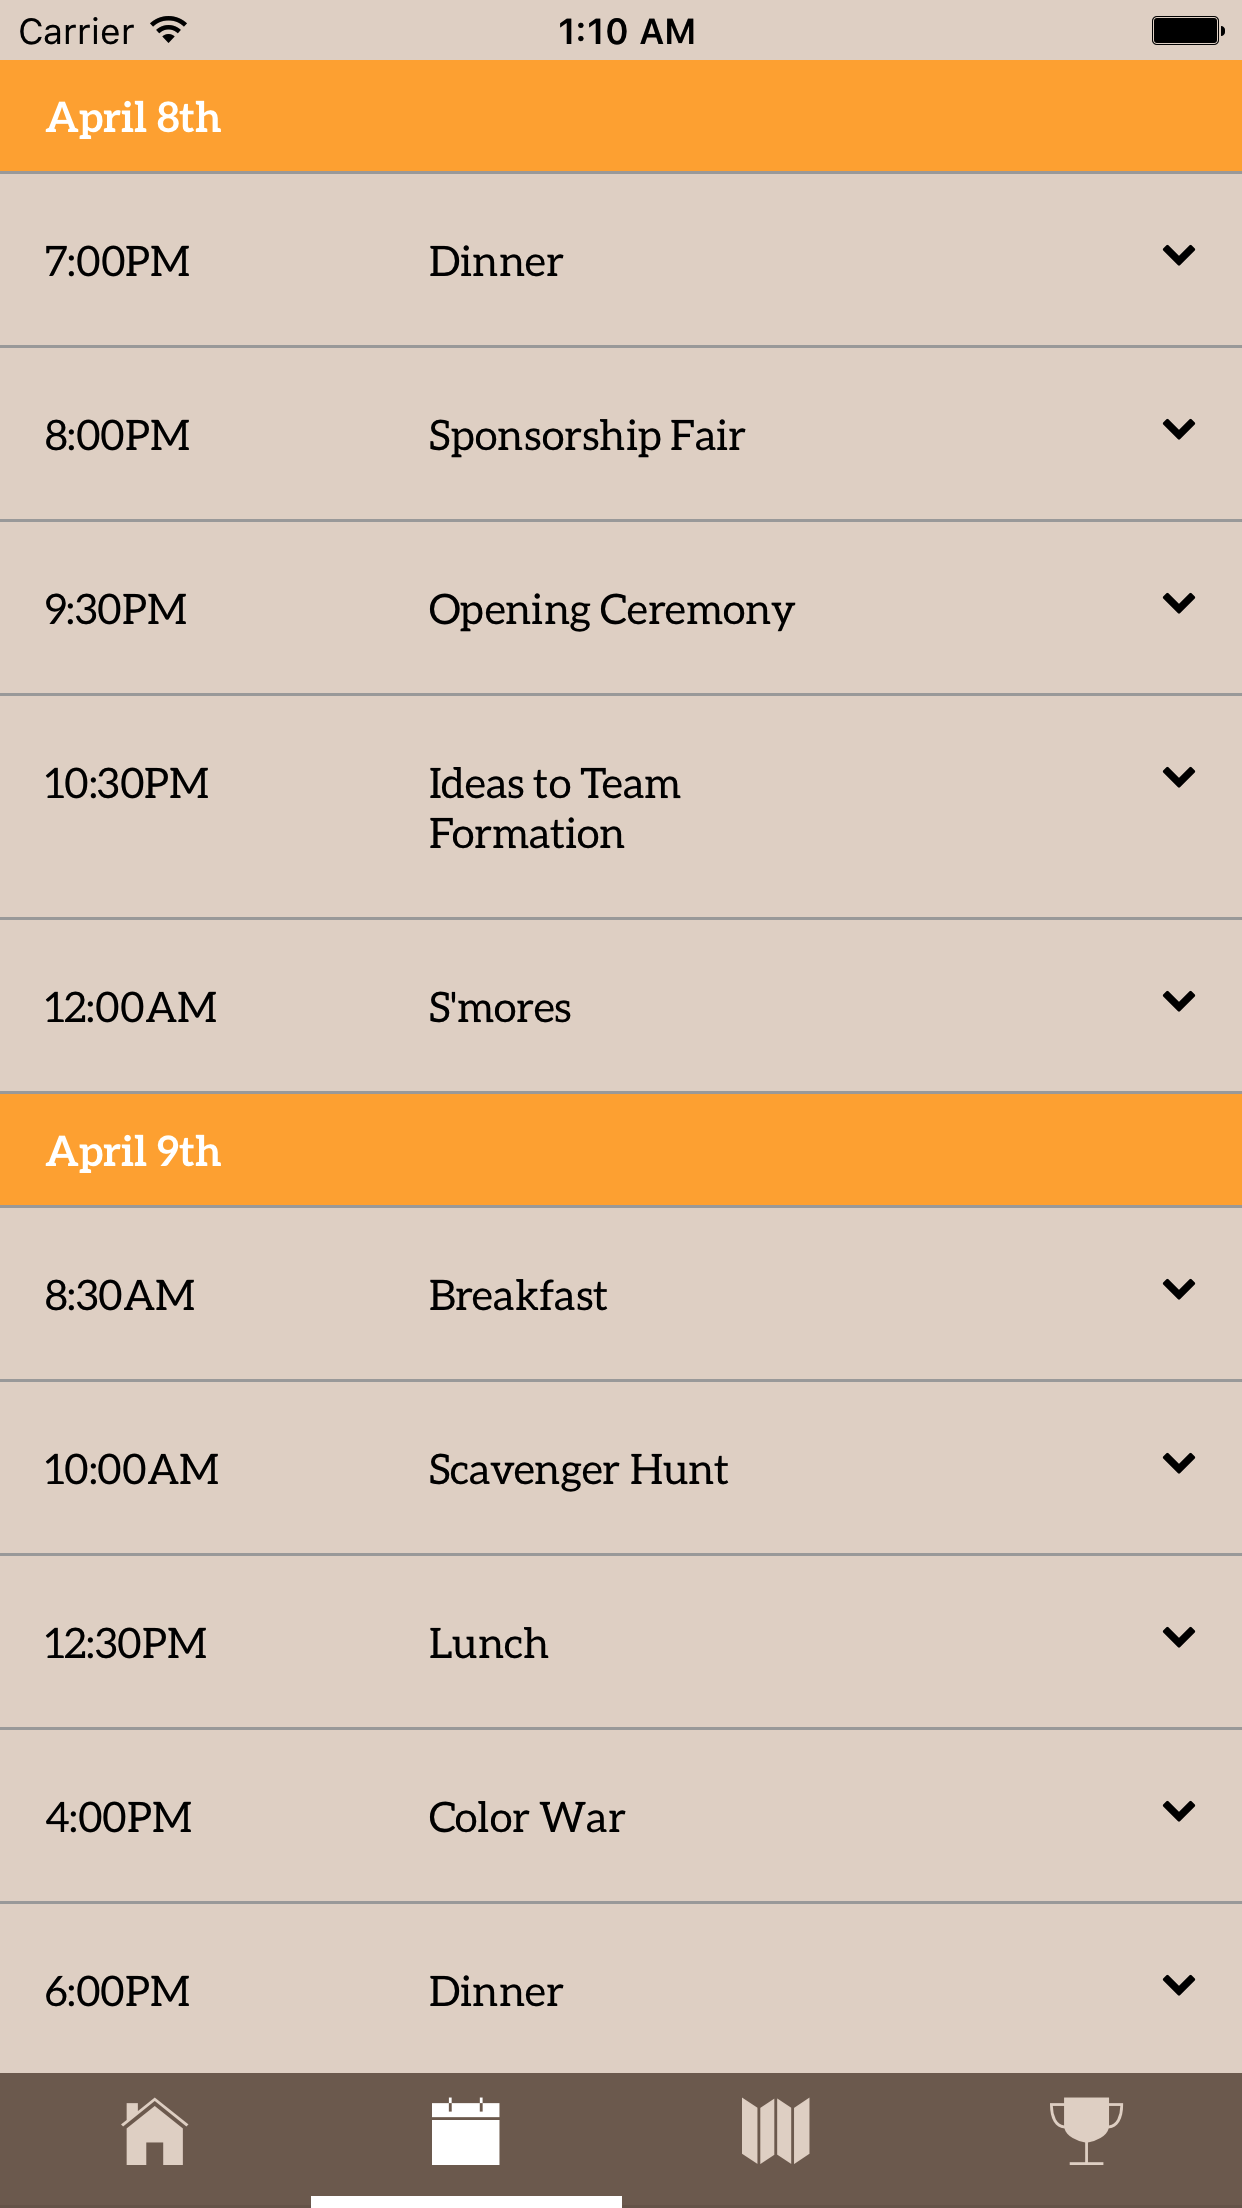 Carrier 1:10 AM
April 8th
7:00PM Dinner
8:00PM Sponsorship Fair
9:30PM Opening Ceremony
10:30PM Ideas to Team
Formation
12:00AM S'mores
April 9th
8:30AM Breakfast
10:00AM Scavenger Hunt
12:30PM Lunch
4:00PM Color War
6:00PM Dinner